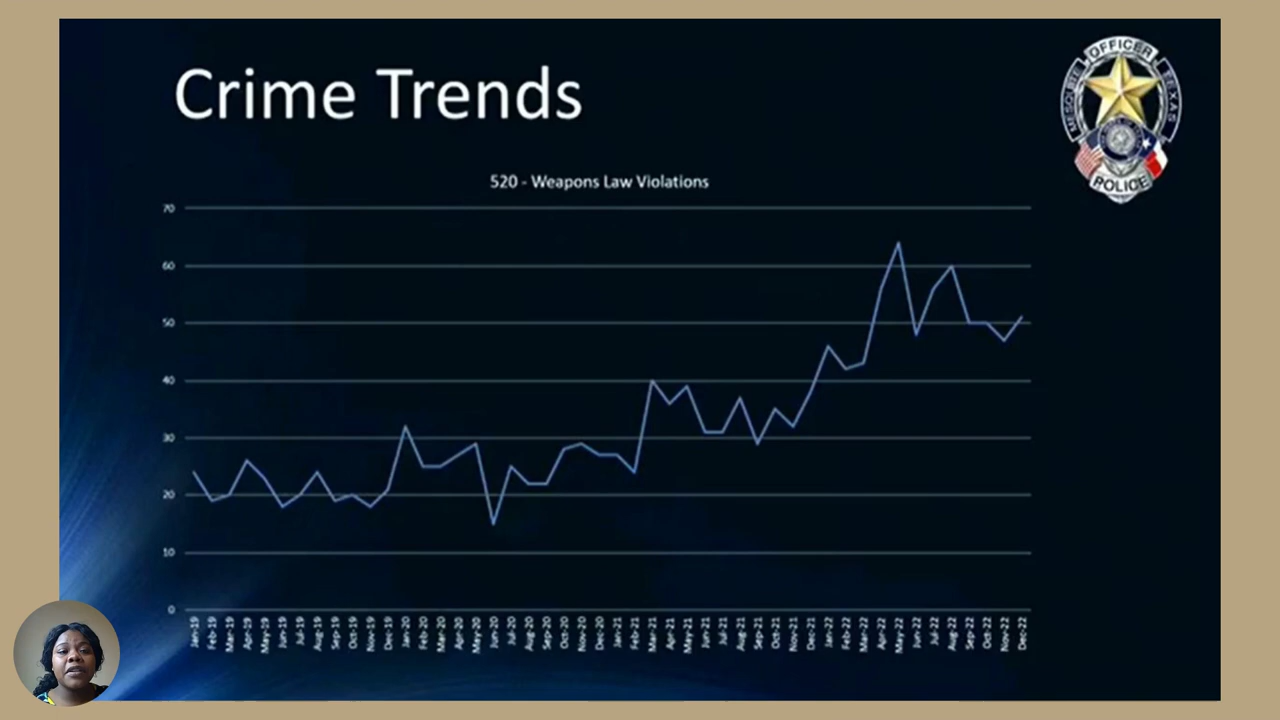 Crime Trends
OFFICER
MESQUITE
TEXAS
POLICE
520 - Weapons Law Violations
70
60
50
40
30
20
10
0
Jan-19 Feb-19 Mar-19 Apr-19 May-19 Jun-19 Jul-19 Aug-19 Sep-19 Oct-19 Nov-19 Dec-19 Jan-20 Feb-20 Mar-20 Apr-20 May-20 Jun-20 Jul-20 Aug-20 Sep-20 Oct-20 Nov-20 Dec-20 Jan-21 Feb-21 Mar-21 Apr-21 May-21 Jun-21 Jul-21 Aug-21 Sep-21 Oct-21 Nov-21 Dec-21 Jan-22 Feb-22 Mar-22 Apr-22 May-22 Jun-22 Jul-22 Aug-22 Sep-22 Oct-22 Nov-22 Dec-22